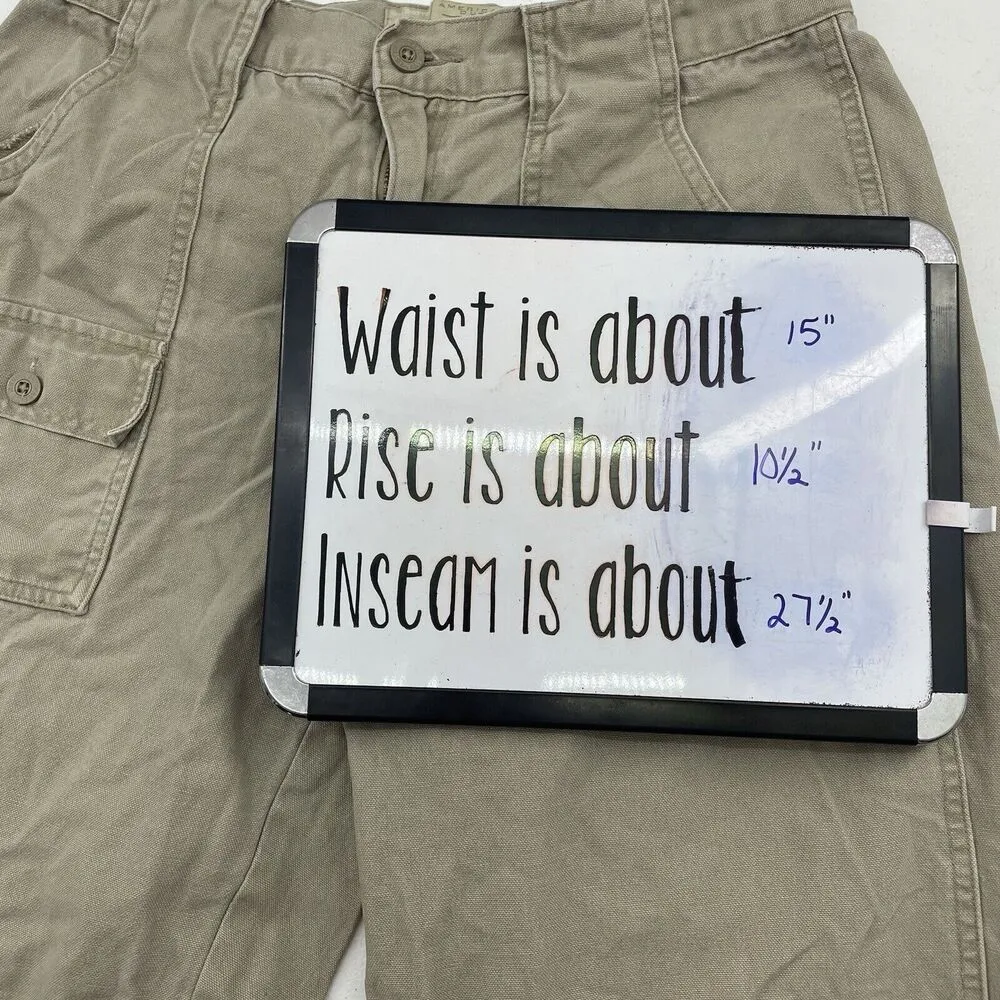 Waist is about 15"
Rise is about 10½"
Inseam is about 27½"